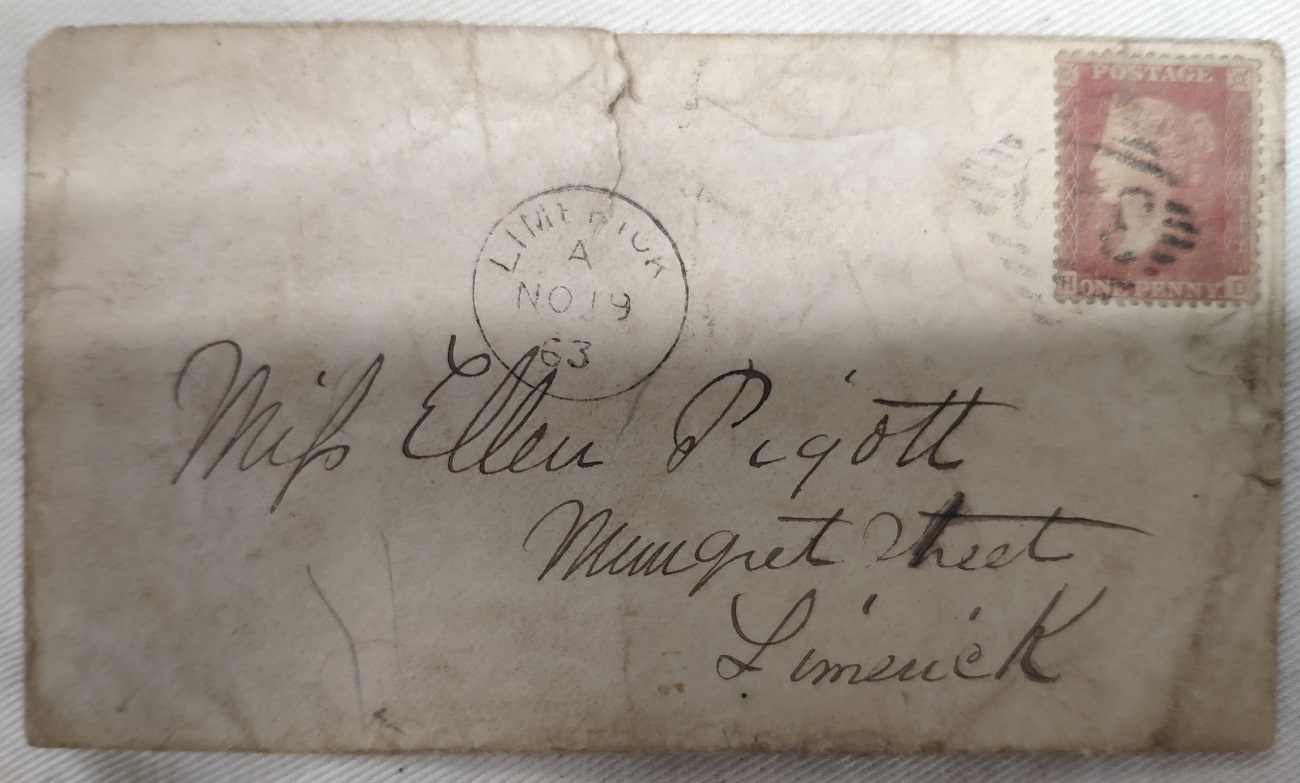 POSTAGE
ONE PENNY
H D
LIMERICK
A
NO 19
63
Miss Ellen Pigott
Mungret Street
Limerick